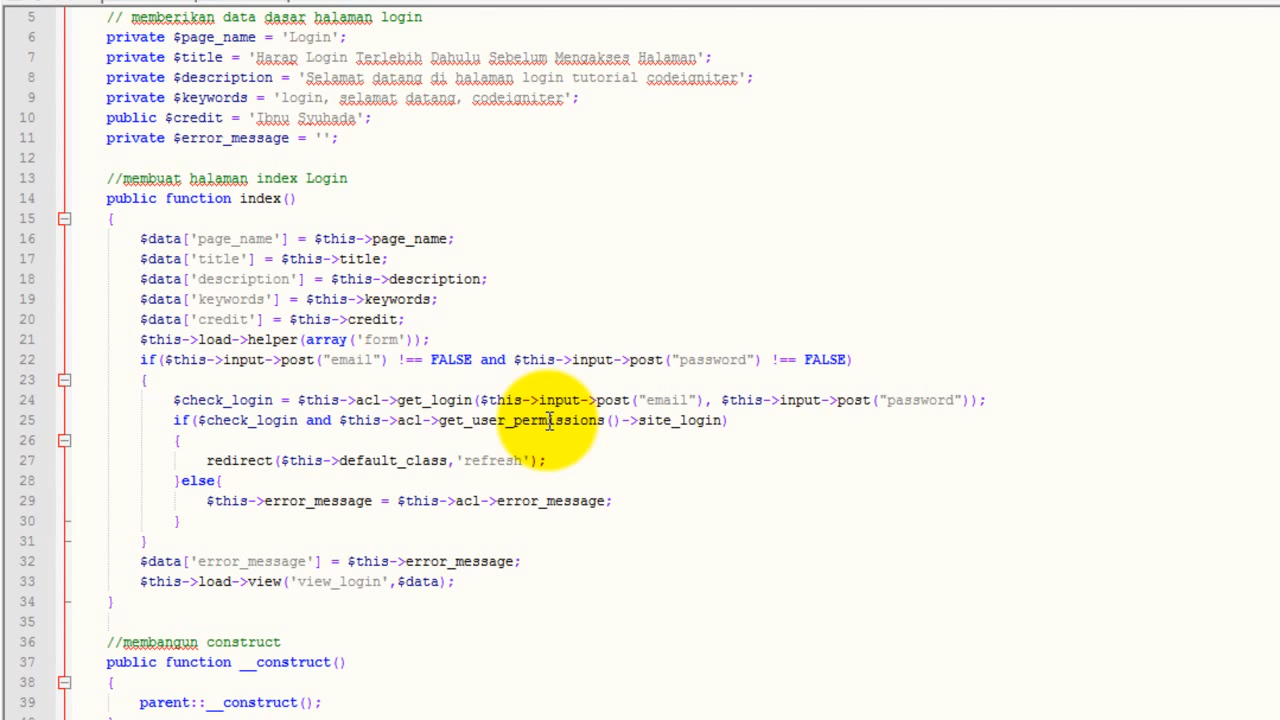 5 // memberikan data dasar halaman login
6 private $page_name = 'Login';
7 private $title = 'Harap Login Terlebih Dahulu Sebelum Mengakses Halaman';
8 private $description = 'Selamat datang di halaman login tutorial codeigniter';
9 private $keywords = 'login, selamat datang, codeigniter';
10 public $credit = 'Ibnu Syuhada';
11 private $error_message = '';
12
13 //membuat halaman index Login
14 public function index()
15 {
16 $data['page_name'] = $this->page_name;
17 $data['title'] = $this->title;
18 $data['description'] = $this->description;
19 $data['keywords'] = $this->keywords;
20 $data['credit'] = $this->credit;
21 $this->load->helper(array('form'));
22 if($this->input->post("email") !== FALSE and $this->input->post("password") !== FALSE)
23 {
24 $check_login = $this->acl->get_login($this->input->post("email"), $this->input->post("password"));
25 if($check_login and $this->acl->get_user_permissions()->site_login)
26 {
27 redirect($this->default_class,'refresh');
28 }else{
29 $this->error_message = $this->acl->error_message;
30 }
31 }
32 $data['error_message'] = $this->error_message;
33 $this->load->view('view_login',$data);
34 }
35
36 //membangun construct
37 public function __construct()
38 {
39 parent::__construct();